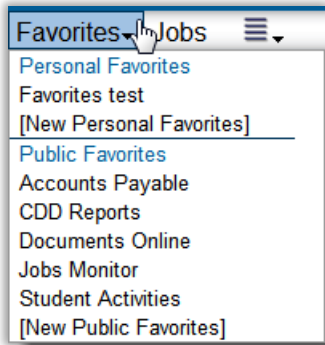 Favorites Jobs
Personal Favorites
Favorites test
[New Personal Favorites]
Public Favorites
Accounts Payable
CDD Reports
Documents Online
Jobs Monitor
Student Activities
[New Public Favorites]